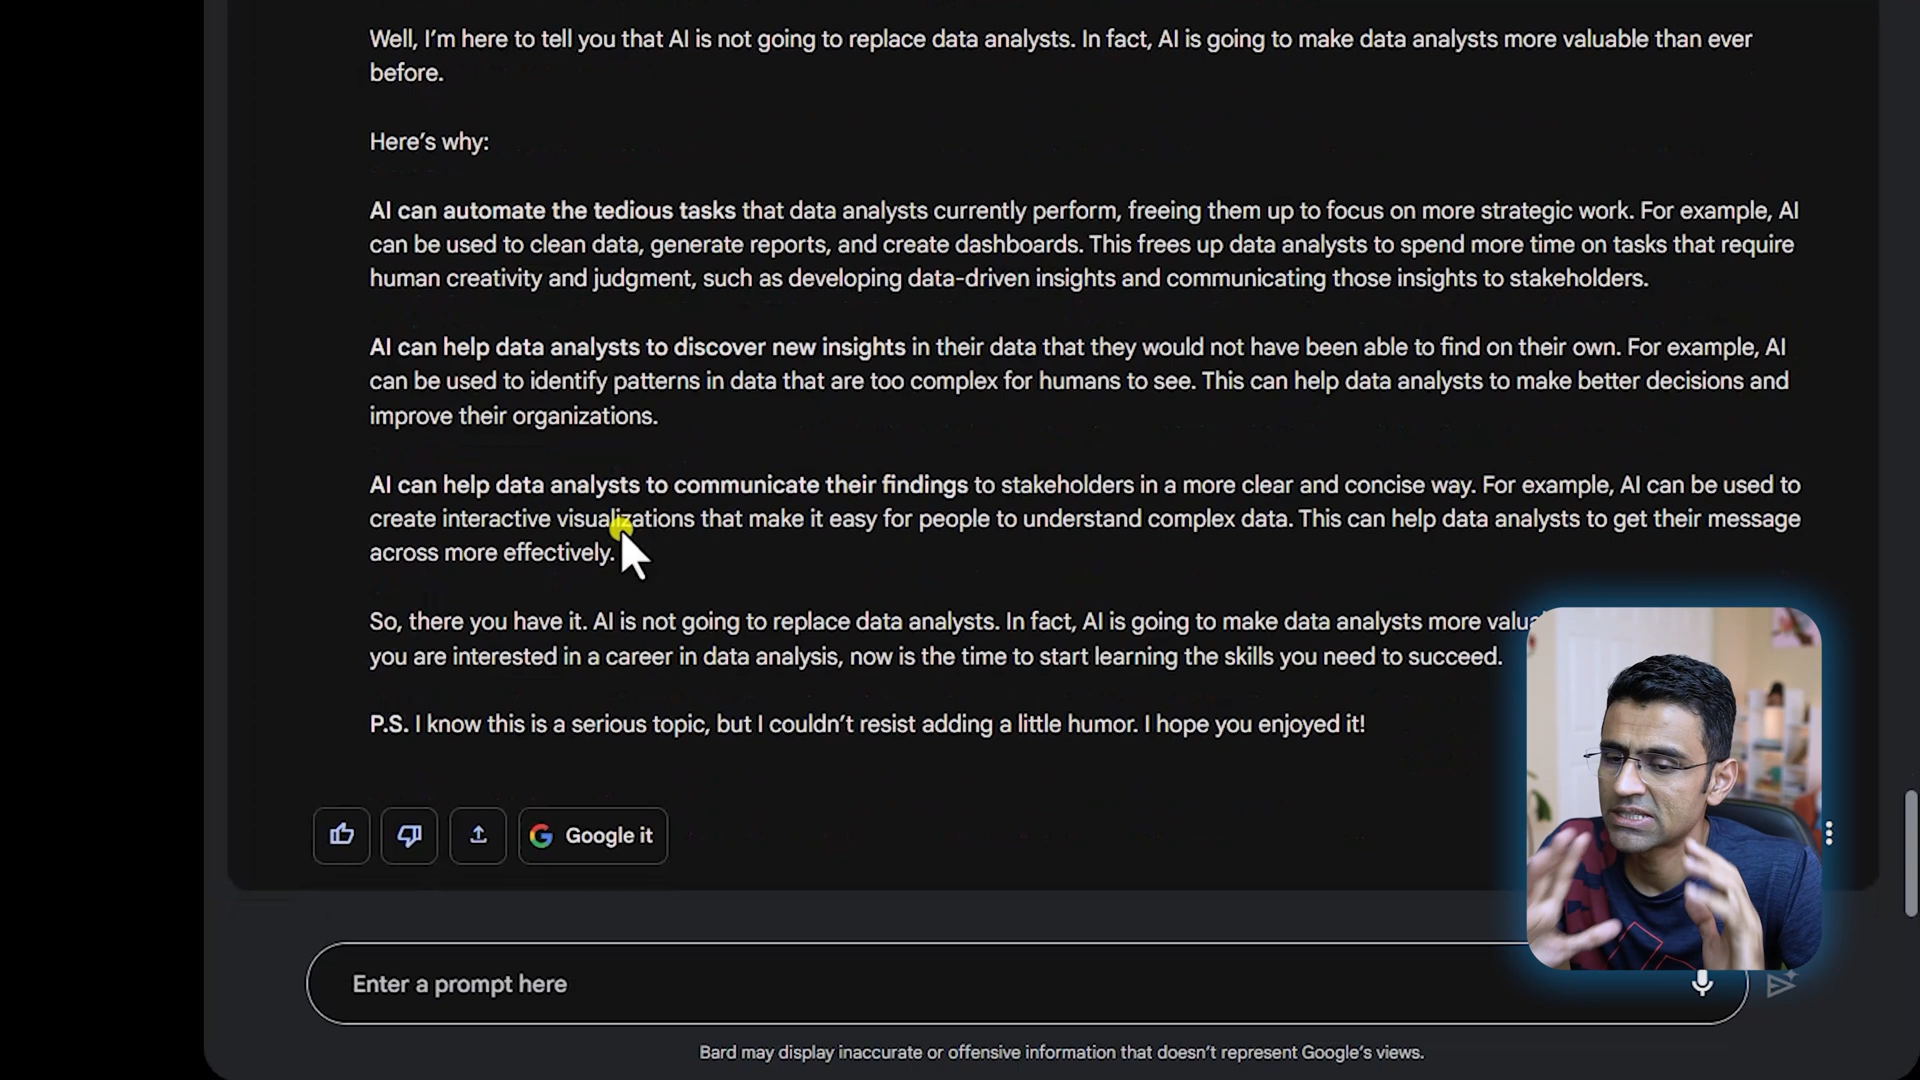 Well, I'm here to tell you that AI is not going to replace data analysts. In fact, AI is going to make data analysts more valuable than ever
before.
Here's why:
AI can automate the tedious tasks that data analysts currently perform, freeing them up to focus on more strategic work. For example, AI
can be used to clean data, generate reports, and create dashboards. This frees up data analysts to spend more time on tasks that require
human creativity and judgment, such as developing data-driven insights and communicating those insights to stakeholders.
AI can help data analysts to discover new insights in their data that they would not have been able to find on their own. For example, AI
can be used to identify patterns in data that are too complex for humans to see. This can help data analysts to make better decisions and
improve their organizations.
AI can help data analysts to communicate their findings to stakeholders in a more clear and concise way. For example, AI can be used to
create interactive visualizations that make it easy for people to understand complex data. This can help data analysts to get their message
across more effectively.
So, there you have it. AI is not going to replace data analysts. In fact, AI is going to make data analysts more
you are interested in a career in data analysis, now is the time to start learning the skills you need to succeed.
P.S. I know this is a serious topic, but I couldn't resist adding a little humor. I hope you enjoyed it!
Google it
Enter a prompt here
Bard may display inaccurate or offensive information that doesn't represent Google's views.